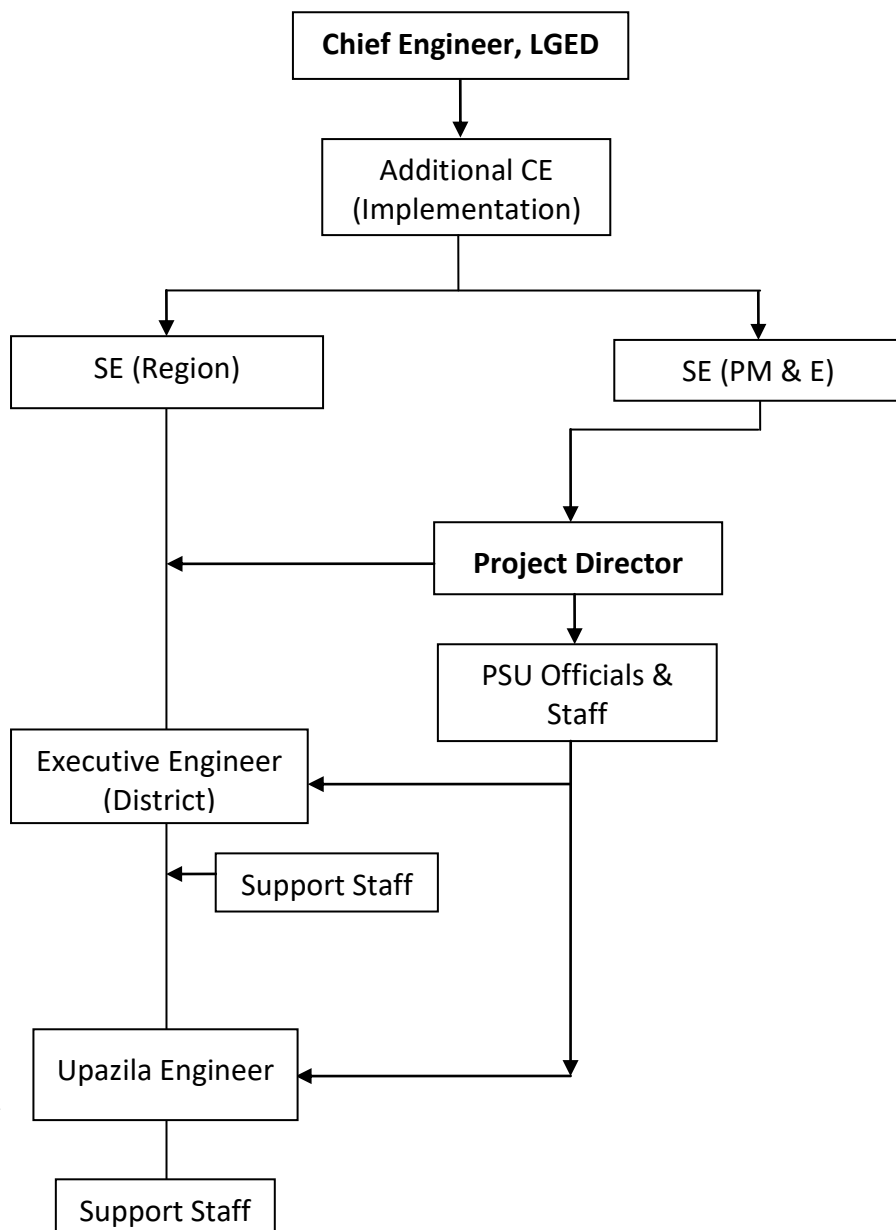 Chief Engineer, LGED
Additional CE
(Implementation)
SE (Region)
SE (PM & E)
Project Director
PSU Officials &
Staff
Executive Engineer
(District)
Support Staff
Upazila Engineer
Support Staff